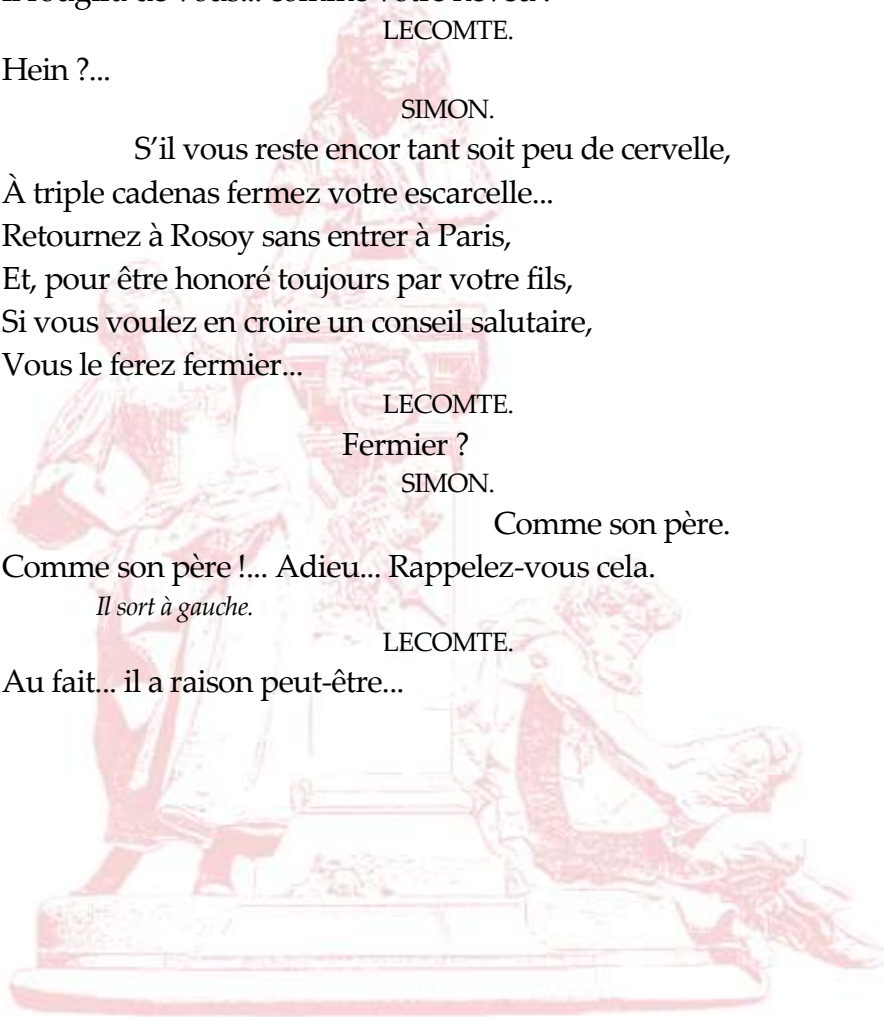 LECOMTE.
Hein ?...
SIMON.
S’il vous reste encor tant soit peu de cervelle,
À triple cadenas fermez votre escarcelle...
Retournez à Rosoy sans entrer à Paris,
Et, pour être honoré toujours par votre fils,
Si vous voulez en croire un conseil salutaire,
Vous le ferez fermier...
LECOMTE.
Fermier ?
SIMON.
Comme son père.
Comme son père !... Adieu... Rappelez-vous cela.
Il sort à gauche.
LECOMTE.
Au fait... il a raison peut-être...